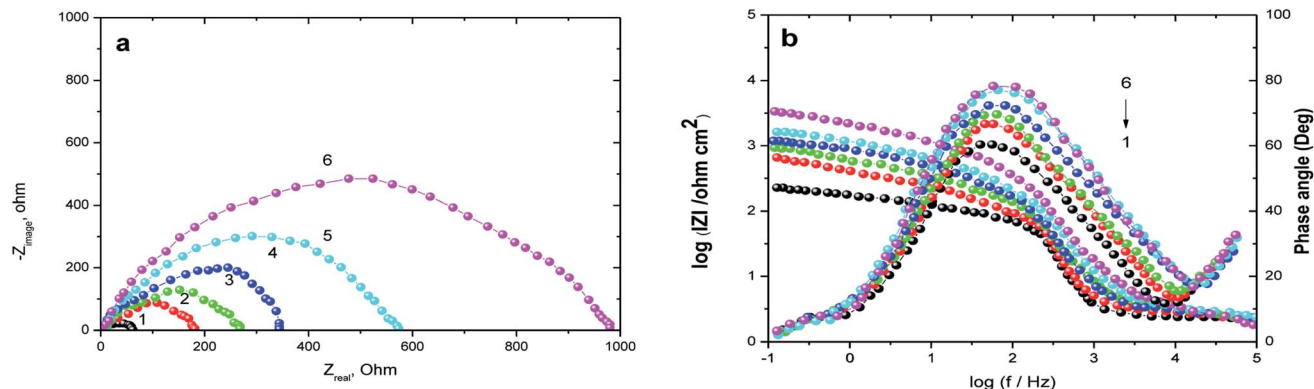 a
1000
800
600
400
200
0
-Z_image, ohm
6
5
4
3
2
1
0 200 400 600 800 1000
Z_real, Ohm
b
5
4
3
2
1
0
log (IZI /ohm cm²)
6
1
100
80
60
40
20
0
Phase angle (Deg)
-1 0 1 2 3 4 5
log (f / Hz)